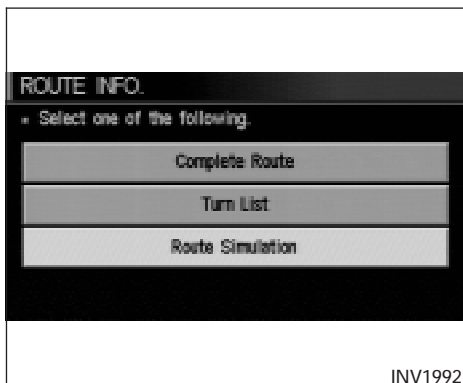 ROUTE INFO.
Select one of the following.
Complete Route
Turn List
Route Simulation
INV1992